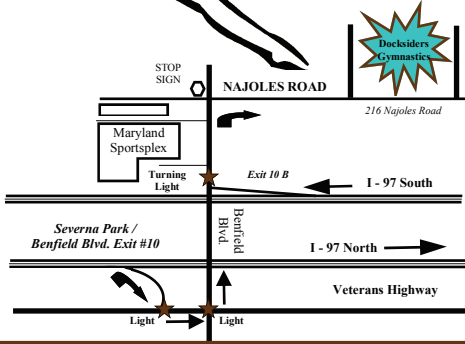 Docksiders
Gymnastics
STOP
SIGN
NAJOLES ROAD
216 Najoles Road
Maryland
Sportsplex
Turning
Light
Exit 10 B
I - 97 South
Severna Park /
Benfield Blvd. Exit #10
Benfield
Blvd.
I - 97 North
Veterans Highway
Light
Light